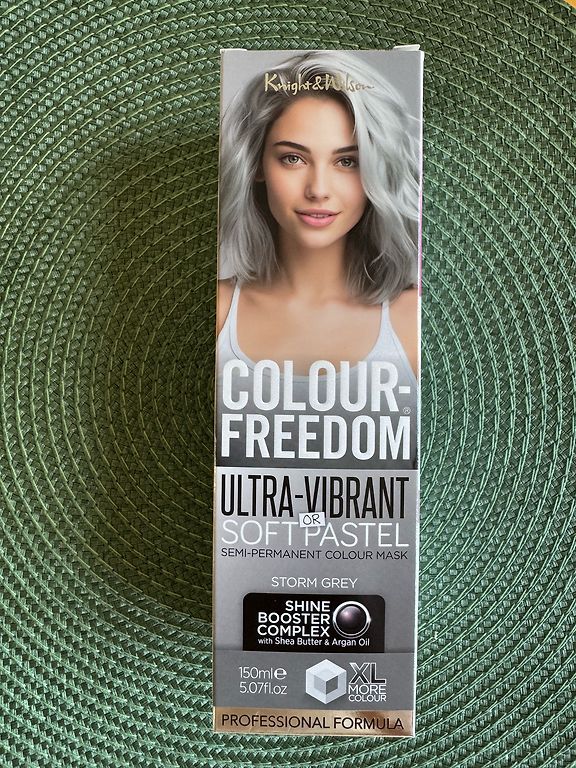 Knight & Wilson
COLOUR-
FREEDOM®
ULTRA-VIBRANT
OR
SOFT PASTEL
SEMI-PERMANENT COLOUR MASK
STORM GREY
SHINE
BOOSTER
COMPLEX
with Shea Butter & Argan Oil
150ml℮
5.07fl.oz
XL
MORE
COLOUR
PROFESSIONAL FORMULA